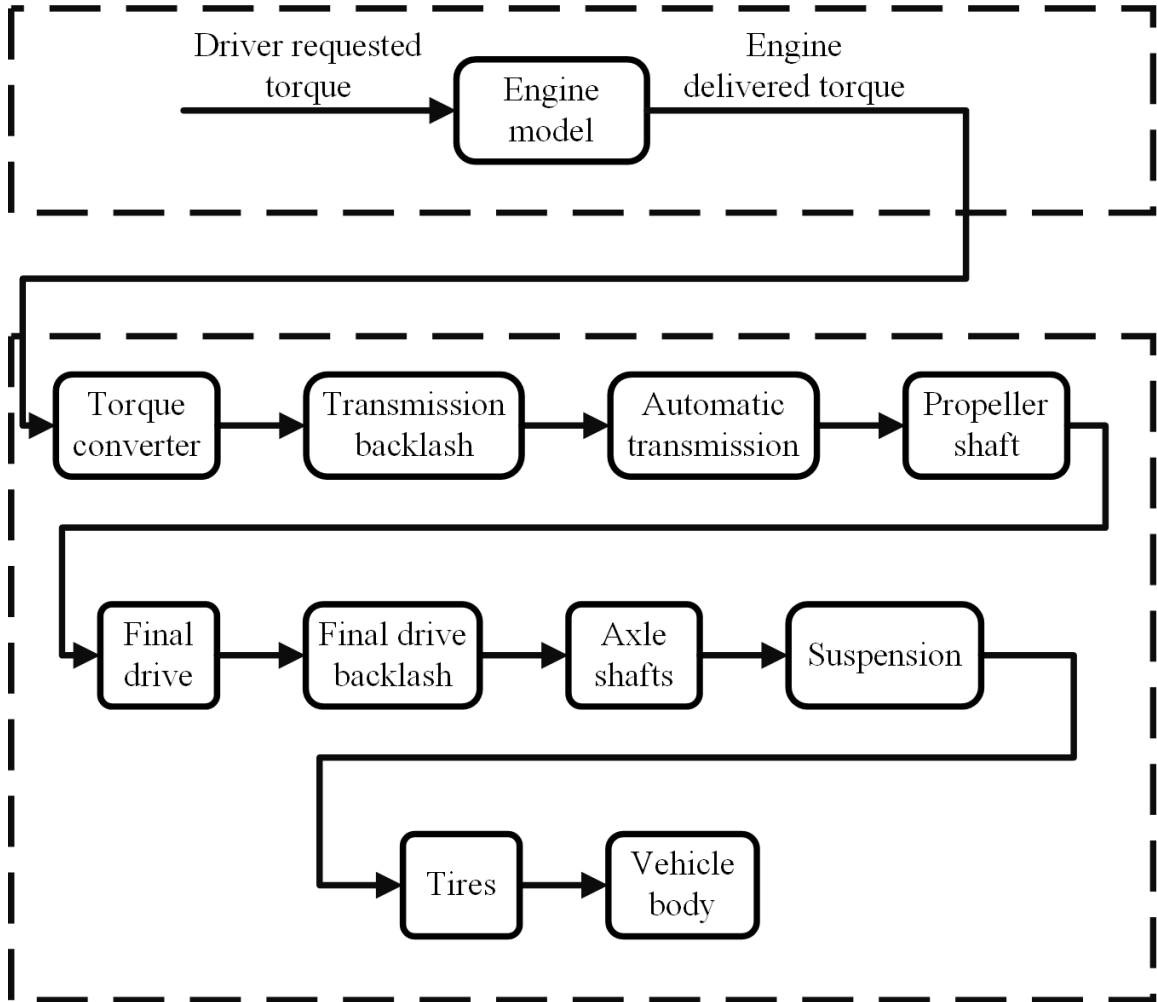 Driver requested
torque
Engine
model
Engine
delivered torque
Torque
converter
Transmission
backlash
Automatic
transmission
Propeller
shaft
Final
drive
Final drive
backlash
Axle
shafts
Suspension
Tires
Vehicle
body